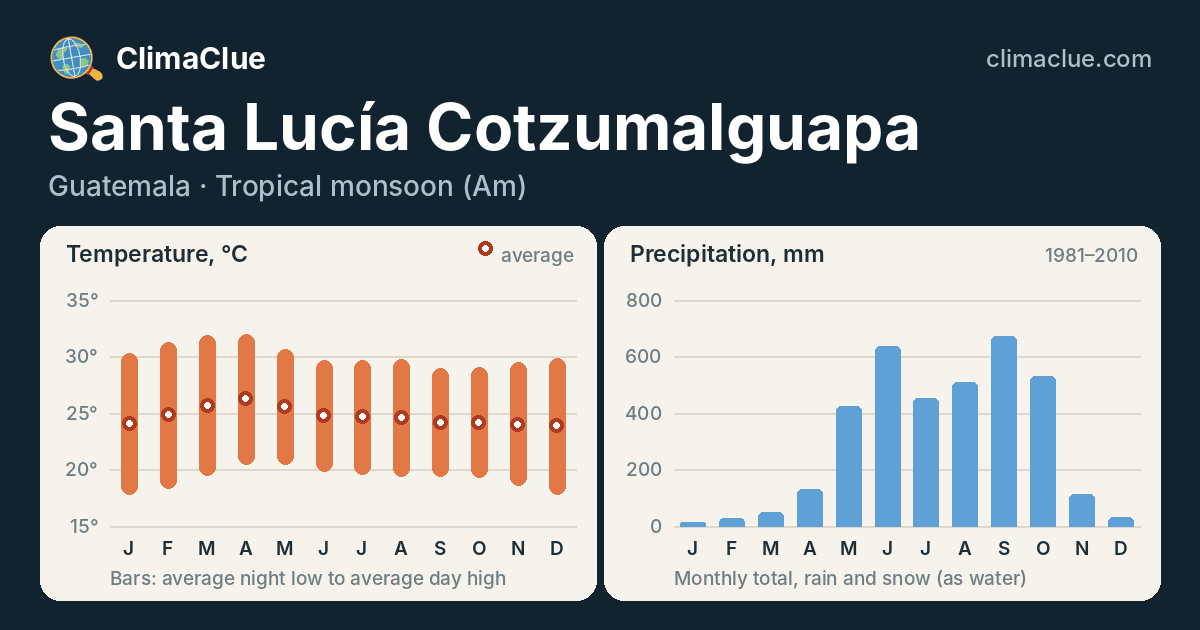 ClimaClue
climaclue.com
Santa Lucía Cotzumalguapa
Guatemala · Tropical monsoon (Am)
Temperature, °C
average
35°
30°
25°
20°
15°
J F M A M J J A S O N D
Bars: average night low to average day high
Precipitation, mm
1981–2010
800
600
400
200
0
J F M A M J J A S O N D
Monthly total, rain and snow (as water)